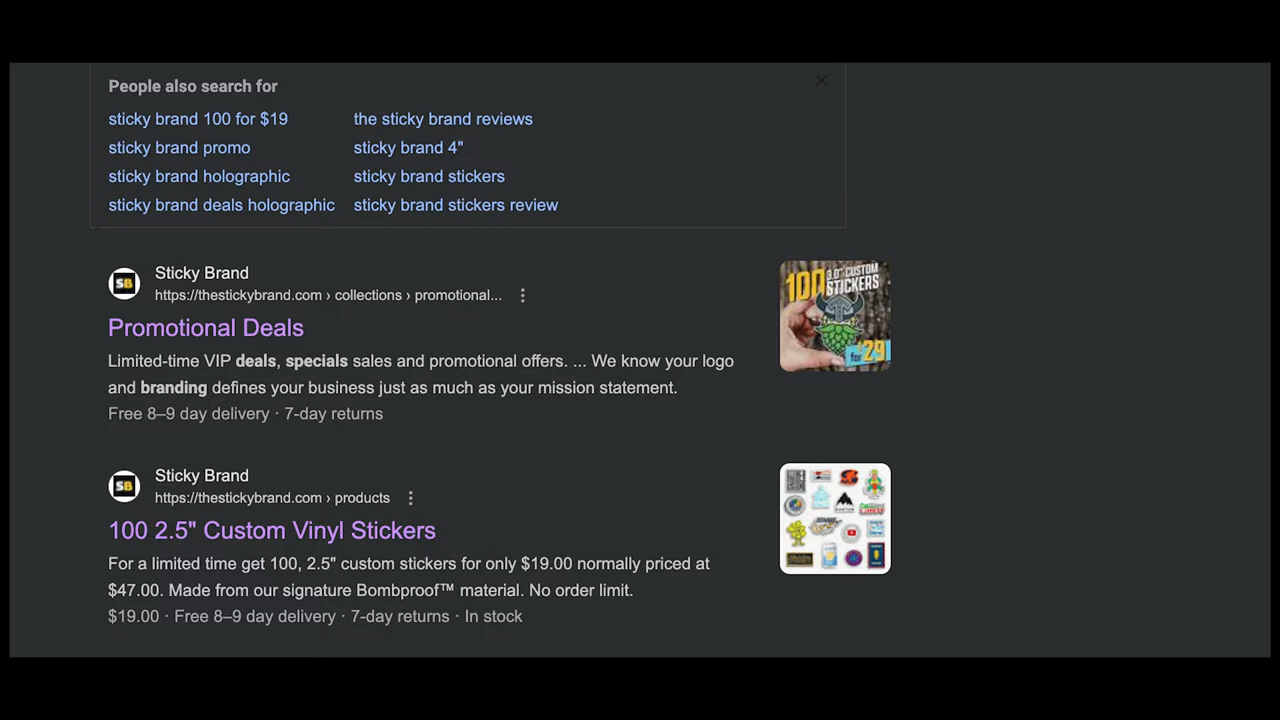 People also search for
sticky brand 100 for $19
the sticky brand reviews
sticky brand promo
sticky brand 4"
sticky brand holographic
sticky brand stickers
sticky brand deals holographic
sticky brand stickers review
SB
Sticky Brand
https://thestickybrand.com › collections › promotional...
Promotional Deals
Limited-time VIP deals, specials sales and promotional offers. ... We know your logo
and branding defines your business just as much as your mission statement.
Free 8–9 day delivery · 7-day returns
100 3.0" CUSTOM
STICKERS
for $29
SB
Sticky Brand
https://thestickybrand.com › products
100 2.5" Custom Vinyl Stickers
For a limited time get 100, 2.5" custom stickers for only $19.00 normally priced at
$47.00. Made from our signature Bombproof™ material. No order limit.
$19.00 · Free 8–9 day delivery · 7-day returns · In stock